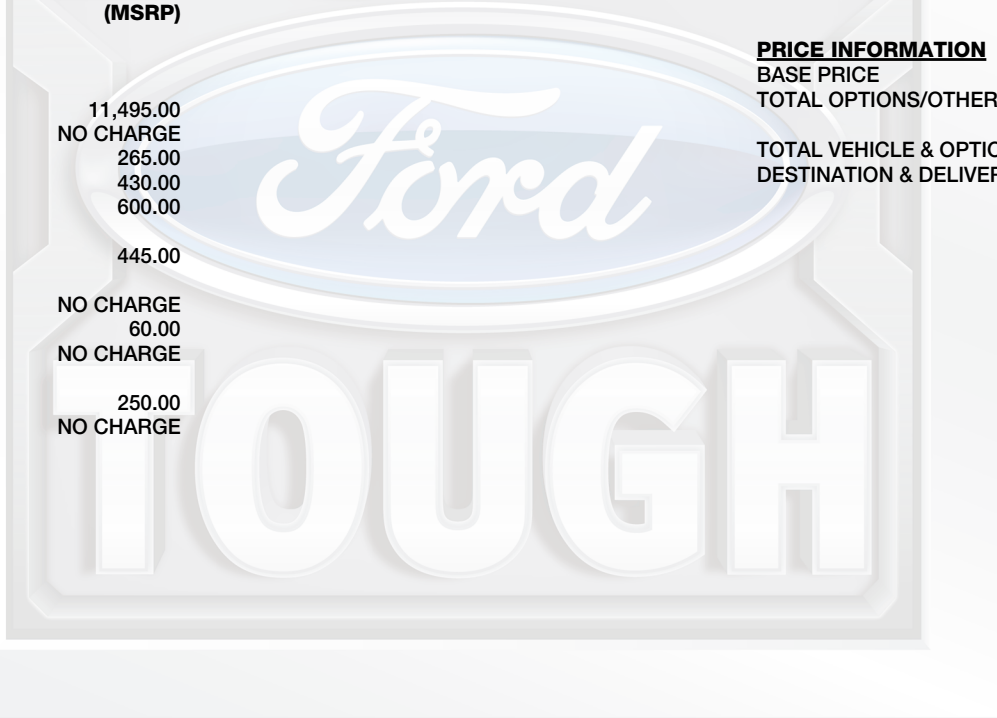 (MSRP)
11,495.00
NO CHARGE
265.00
430.00
600.00
445.00
NO CHARGE
60.00
NO CHARGE
250.00
NO CHARGE
PRICE INFORMATION
BASE PRICE
TOTAL OPTIONS/OTHER
TOTAL VEHICLE & OPTIO
DESTINATION & DELIVER
Ford
TOUGH